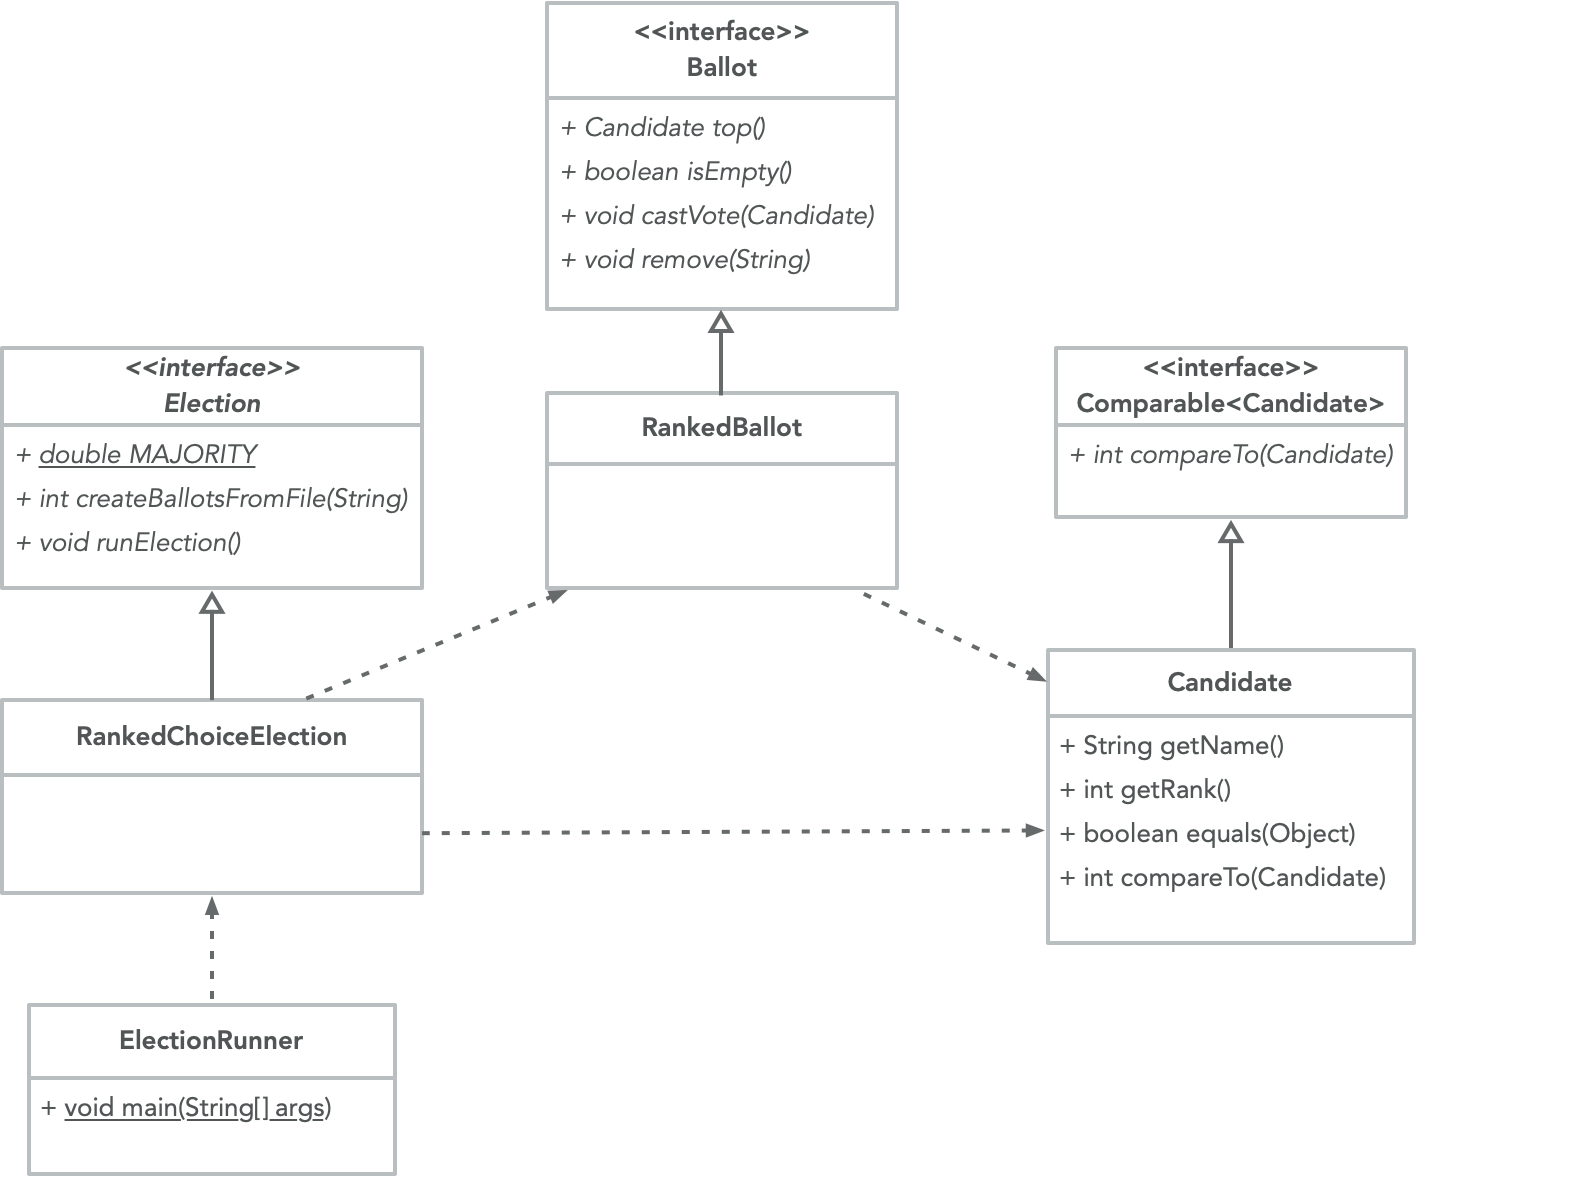 <<interface>>
Ballot
+ Candidate top()
+ boolean isEmpty()
+ void castVote(Candidate)
+ void remove(String)
<<interface>>
Election
+ double MAJORITY
+ int createBallotsFromFile(String)
+ void runElection()
RankedBallot
<<interface>>
Comparable<Candidate>
+ int compareTo(Candidate)
RankedChoiceElection
Candidate
+ String getName()
+ int getRank()
+ boolean equals(Object)
+ int compareTo(Candidate)
ElectionRunner
+ void main(String[] args)